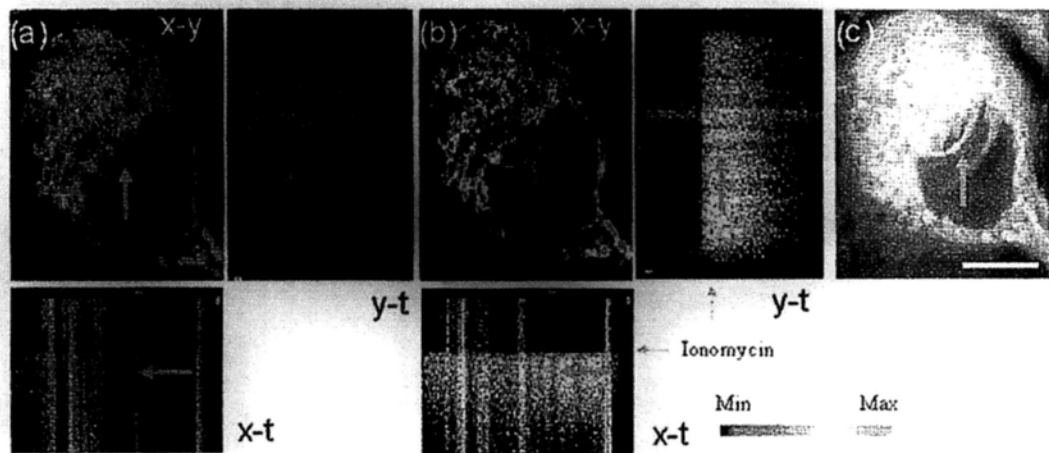 (a) x-y (b) x-y (c)
y-t y-t
Ionomycin
Min Max
x-t x-t